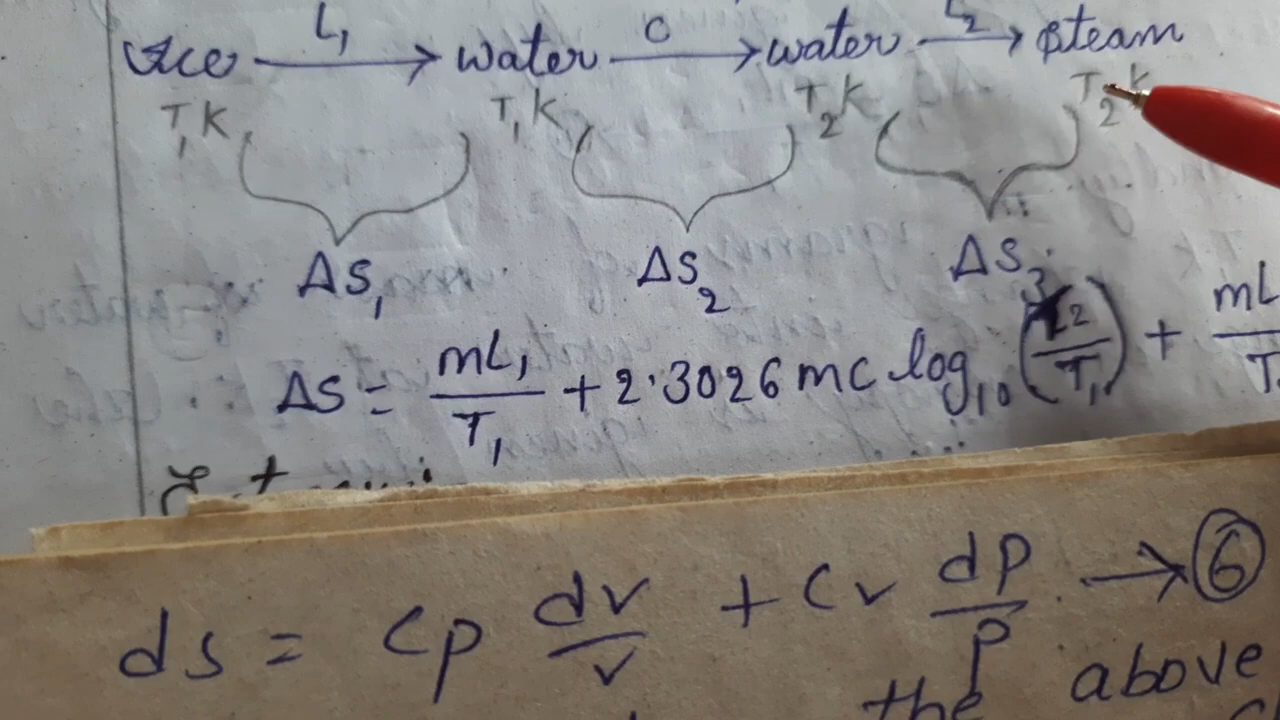 Ice —L₁→ water —C→ water —L₂→ steam
T₁K T₁K T₂K T₂K
ΔS₁ ΔS₂ ΔS₃
ΔS = mL₁/T₁ + 2.3026 mc log₁₀ (T₂/T₁) + mL/T
ds = Cp dv/v + Cv dP/P → ⑥
the above